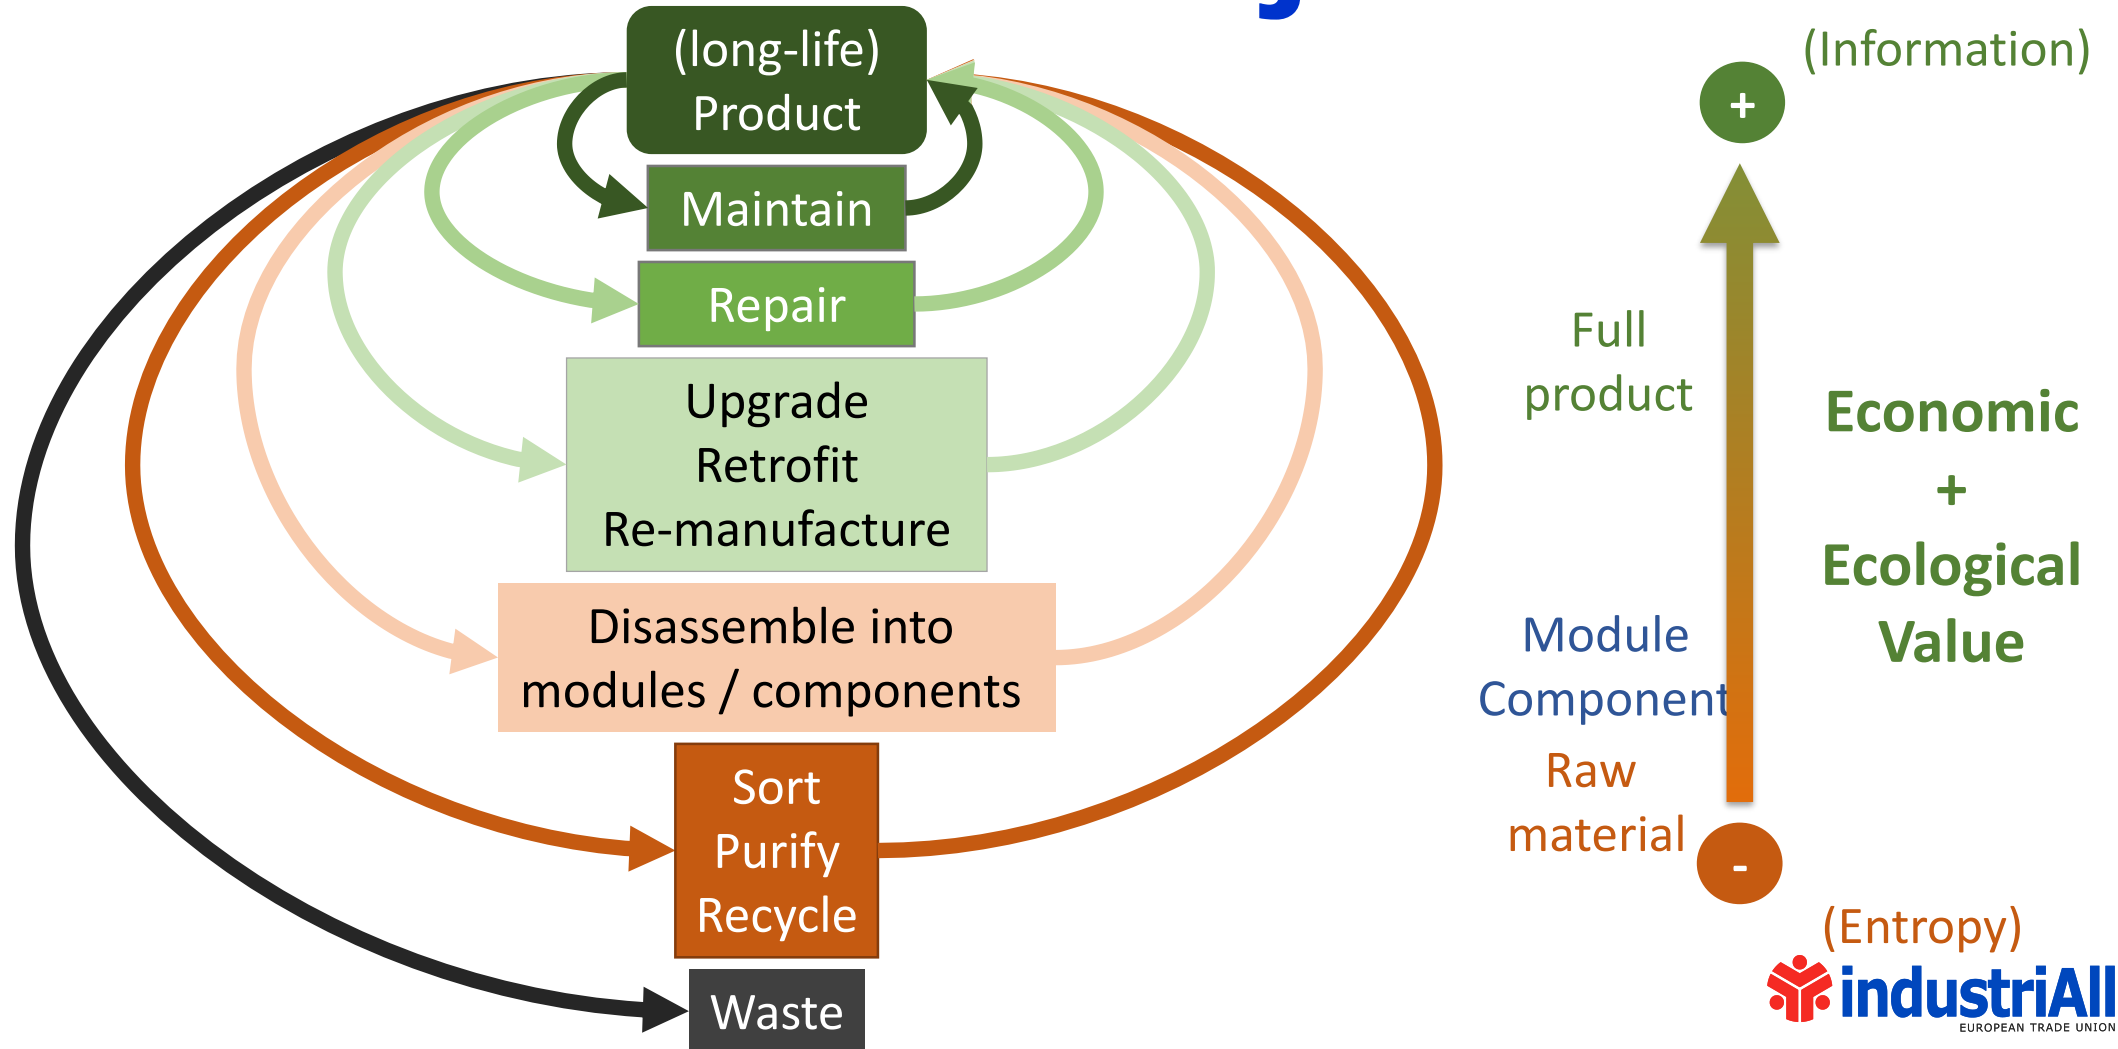 (long-life)
Product
Maintain
Repair
Upgrade
Retrofit
Re-manufacture
Disassemble into
modules / components
Sort
Purify
Recycle
Waste
(Information)
+
Full
product
Economic
+
Ecological
Value
Module
Component
Raw
material
-
(Entropy)
industriAll
EUROPEAN TRADE UNION